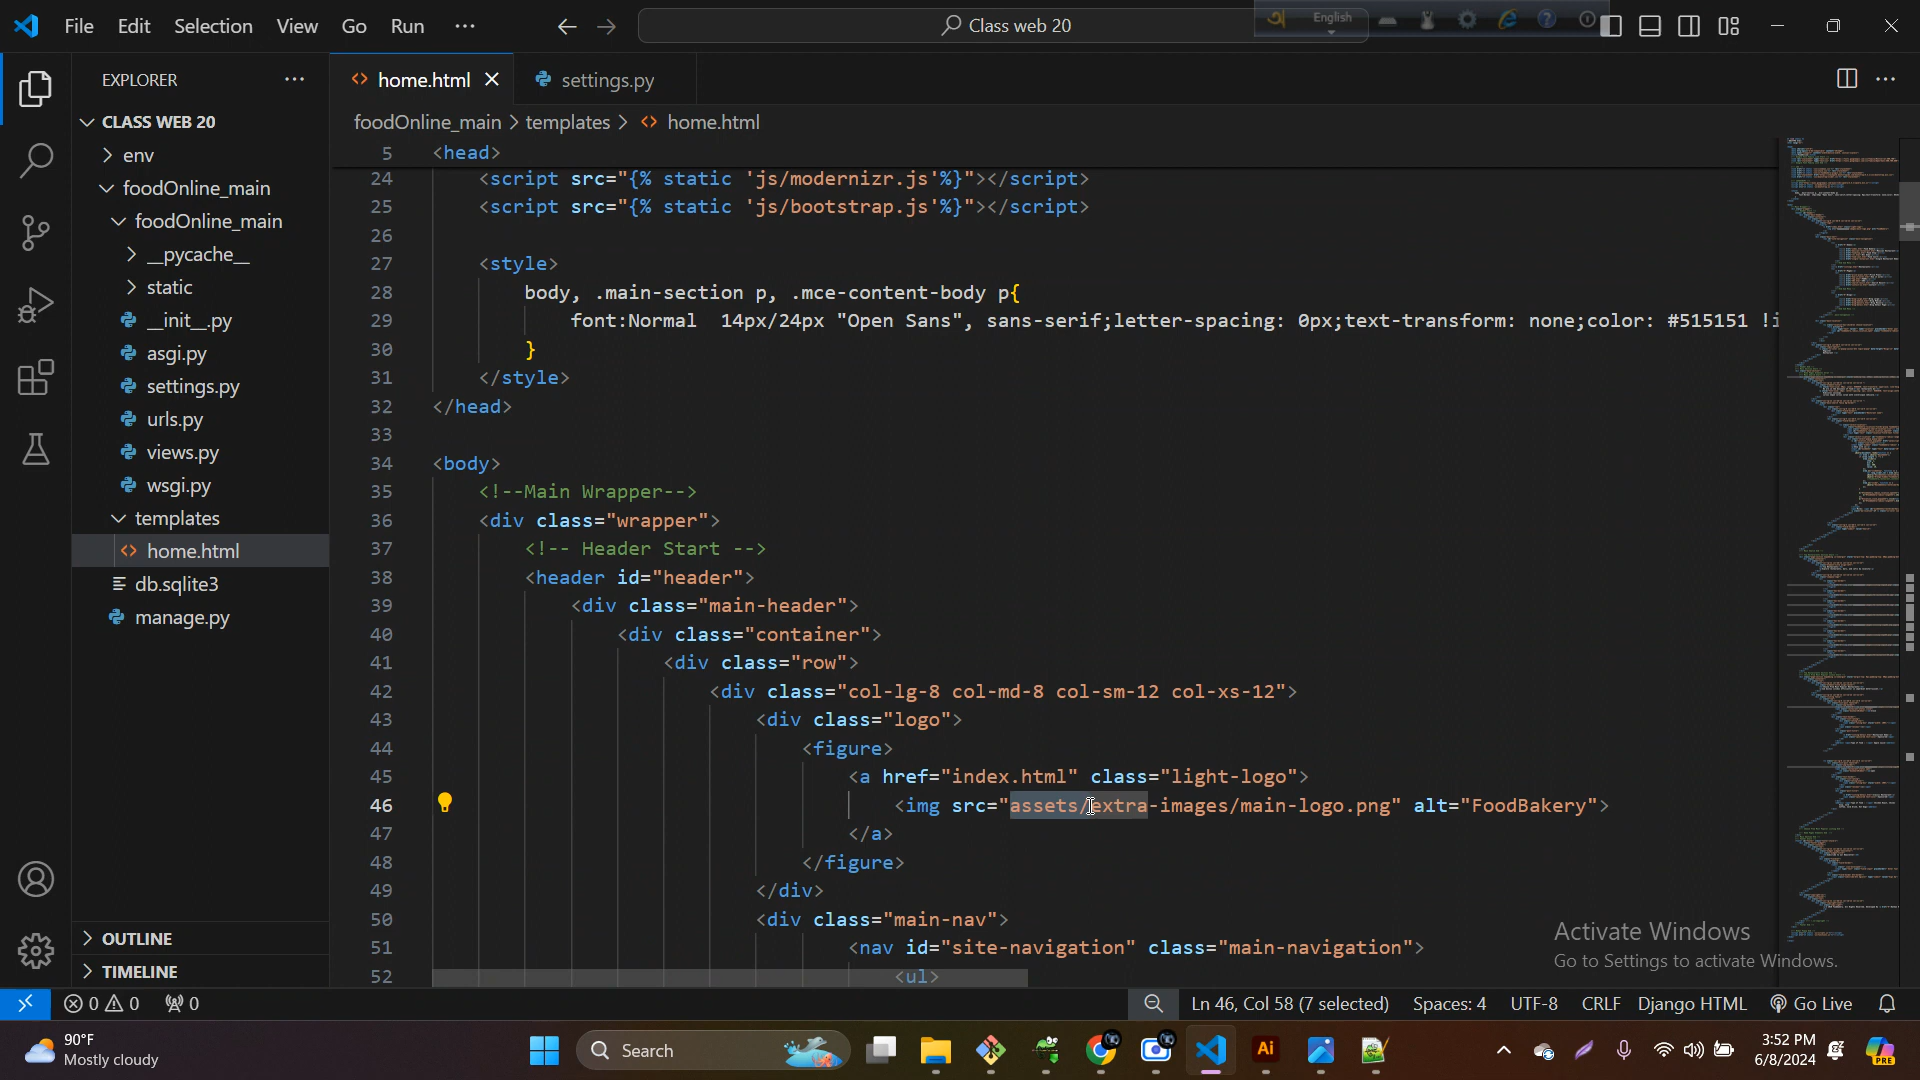 File Edit Selection View Go Run ···
Class web 20
English
EXPLORER
home.html
settings.py
CLASS WEB 20
env
foodOnline_main
foodOnline_main
__pycache__
static
__init__.py
asgi.py
settings.py
urls.py
views.py
wsgi.py
templates
home.html
db.sqlite3
manage.py
OUTLINE
TIMELINE
foodOnline_main > templates > home.html
5 <head>
24 <script src="{% static 'js/modernizr.js'%}"></script>
25 <script src="{% static 'js/bootstrap.js'%}"></script>
26
27 <style>
28 body, .main-section p, .mce-content-body p{
29 font:Normal 14px/24px "Open Sans", sans-serif;letter-spacing: 0px;text-transform: none;color: #515151 !i
30 }
31 </style>
32 </head>
33
34 <body>
35 <!--Main Wrapper-->
36 <div class="wrapper">
37 <!-- Header Start -->
38 <header id="header">
39 <div class="main-header">
40 <div class="container">
41 <div class="row">
42 <div class="col-lg-8 col-md-8 col-sm-12 col-xs-12">
43 <div class="logo">
44 <figure>
45 <a href="index.html" class="light-logo">
46 <img src="assets/extra-images/main-logo.png" alt="FoodBakery">
47 </a>
48 </figure>
49 </div>
50 <div class="main-nav">
51 <nav id="site-navigation" class="main-navigation">
52 <ul>
Activate Windows
Go to Settings to activate Windows.
0 0 0 Ln 46, Col 58 (7 selected) Spaces: 4 UTF-8 CRLF Django HTML Go Live
90°F
Mostly cloudy
Search
Ai
PRE
3:52 PM
6/8/2024